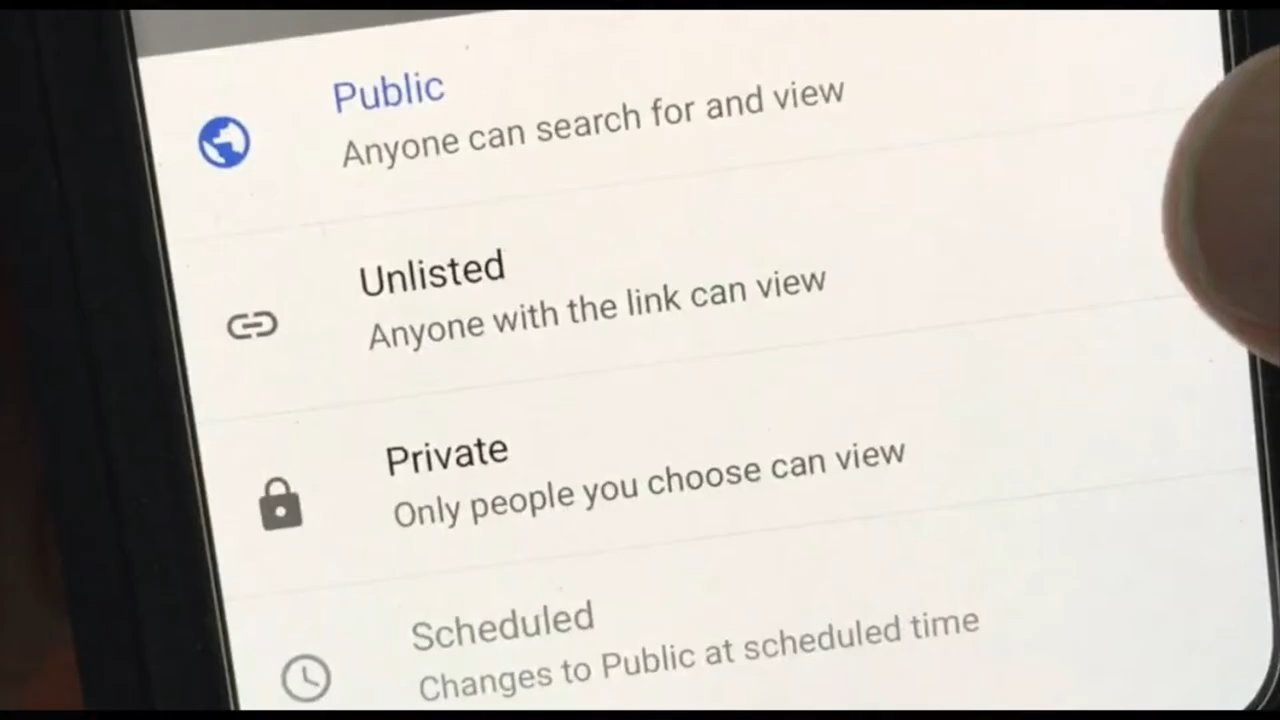 Public
Anyone can search for and view
Unlisted
Anyone with the link can view
Private
Only people you choose can view
Scheduled
Changes to Public at scheduled time